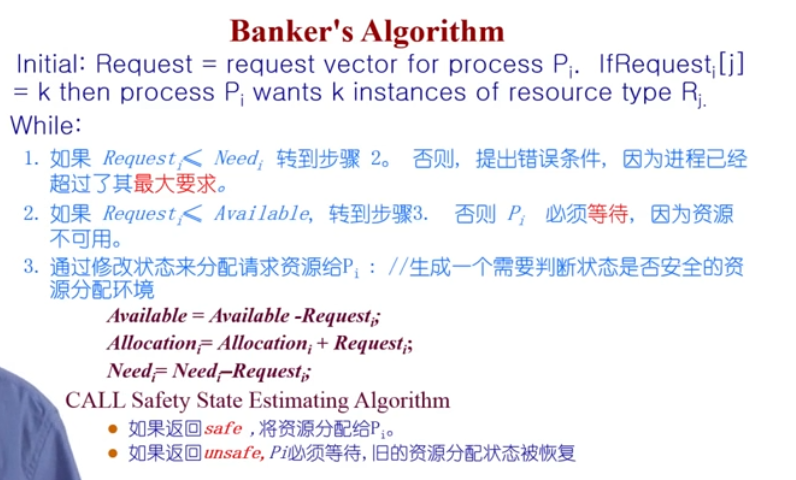 Banker's Algorithm
Initial: Request = request vector for process Pi. IfRequesti[j]
= k then process Pi wants k instances of resource type Rj.
While:
1. 如果 Requesti≤ Needi 转到步骤 2。 否则, 提出错误条件, 因为进程已经
超过了其最大要求。
2. 如果 Requesti≤ Available, 转到步骤3. 否则 Pi 必须等待, 因为资源
不可用。
3. 通过修改状态来分配请求资源给Pi : //生成一个需要判断状态是否安全的资
源分配环境
Available = Available -Requesti;
Allocationi= Allocationi + Requesti;
Needi= Needi–Requesti;
CALL Safety State Estimating Algorithm
● 如果返回safe ,将资源分配给Pi。
● 如果返回unsafe, Pi必须等待,旧的资源分配状态被恢复